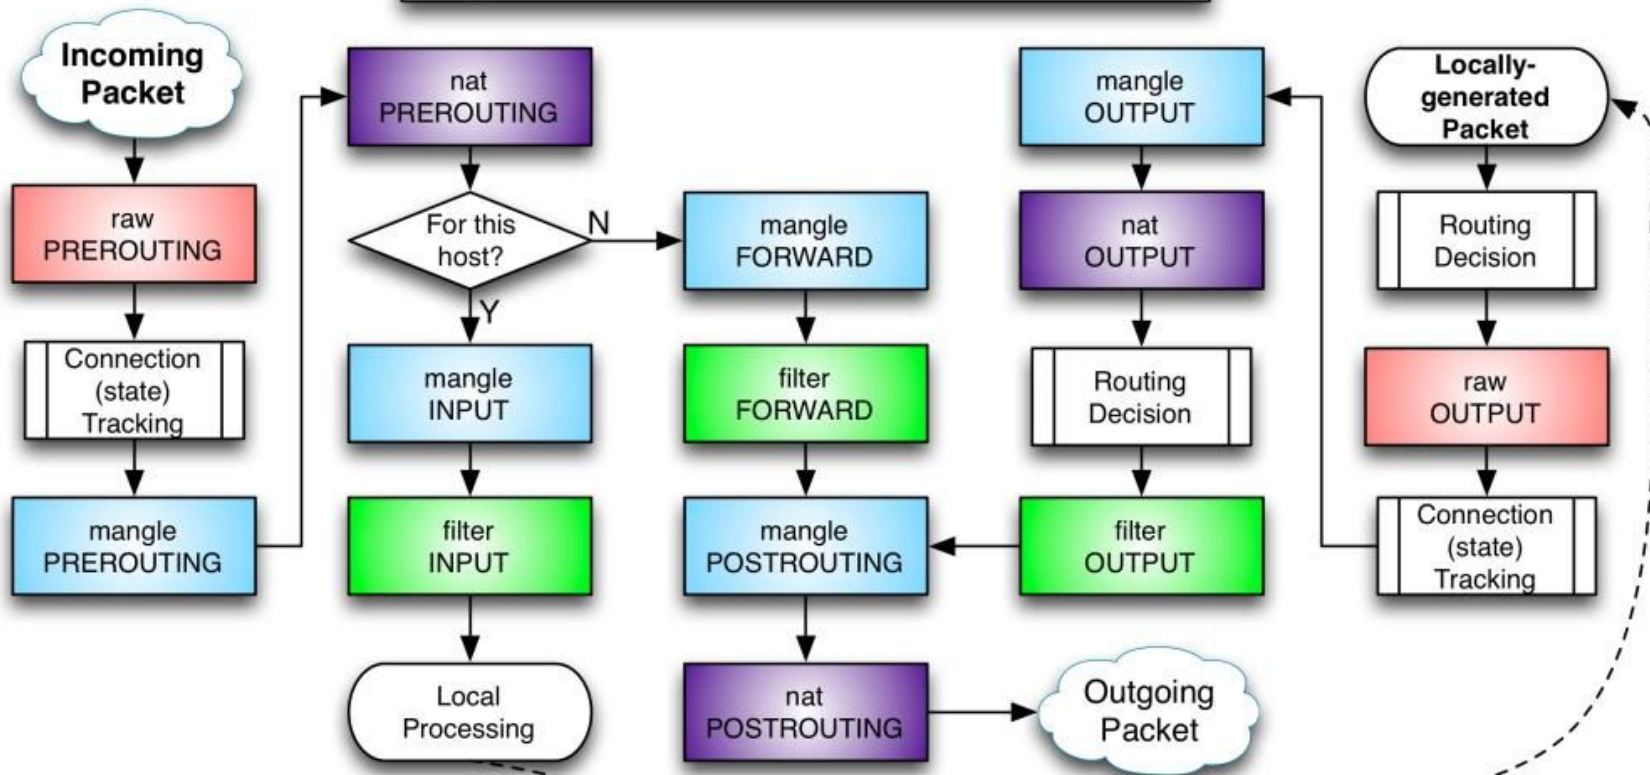 Incoming
Packet
raw
PREROUTING
Connection
(state)
Tracking
mangle
PREROUTING
nat
PREROUTING
For this
host?
N
Y
mangle
INPUT
filter
INPUT
Local
Processing
mangle
FORWARD
filter
FORWARD
mangle
POSTROUTING
nat
POSTROUTING
mangle
OUTPUT
nat
OUTPUT
Routing
Decision
filter
OUTPUT
Outgoing
Packet
Locally-
generated
Packet
Routing
Decision
raw
OUTPUT
Connection
(state)
Tracking